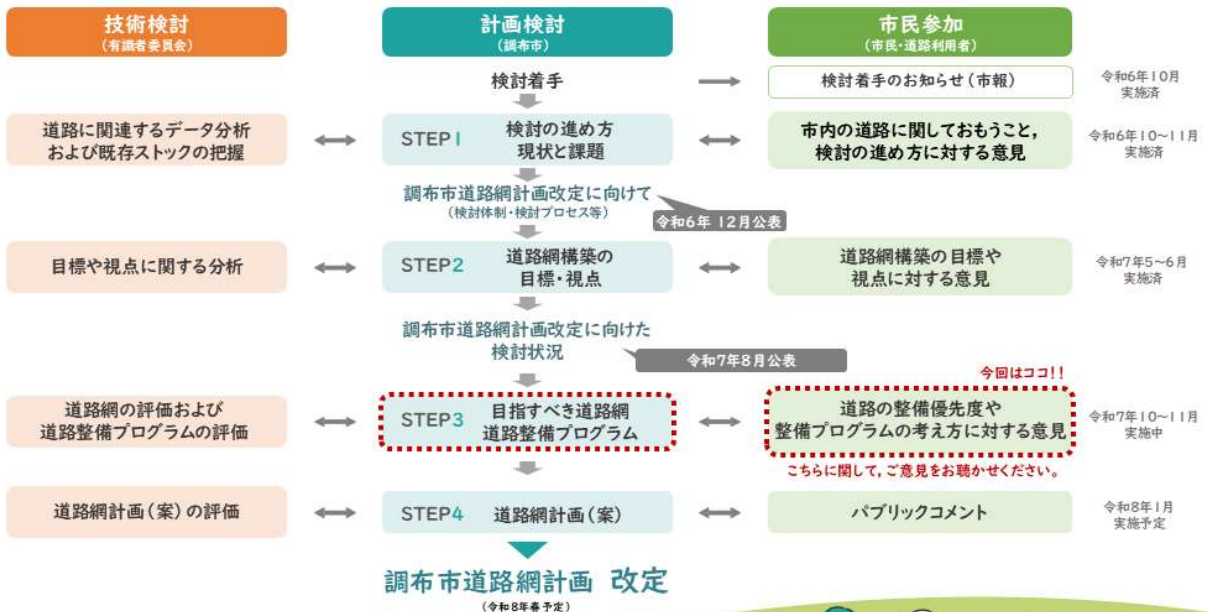 技術検討
(有識者委員会)
計画検討
(調布市)
市民参加
(市民・道路利用者)
検討着手
検討着手のお知らせ(市報)
令和6年10月
実施済
道路に関連するデータ分析
および既存ストックの把握
STEP1
検討の進め方
現状と課題
市内の道路に関しておもうこと,
検討の進め方に対する意見
令和6年10~11月
実施済
調布市道路網計画改定に向けて
(検討体制・検討プロセス等)
令和6年 12月公表
目標や視点に関する分析
STEP2
道路網構築の
目標・視点
道路網構築の目標や
視点に対する意見
令和7年5~6月
実施済
調布市道路網計画改定に向けた
検討状況
令和7年8月公表
今回はココ!!
道路網の評価および
道路整備プログラムの評価
STEP3
目指すべき道路網
道路整備プログラム
道路の整備優先度や
整備プログラムの考え方に対する意見
令和7年10~11月
実施中
こちらに関して,ご意見をお聴かせください。
道路網計画(案)の評価
STEP4
道路網計画(案)
パブリックコメント
令和8年1月
実施予定
調布市道路網計画 改定
(令和8年春予定)